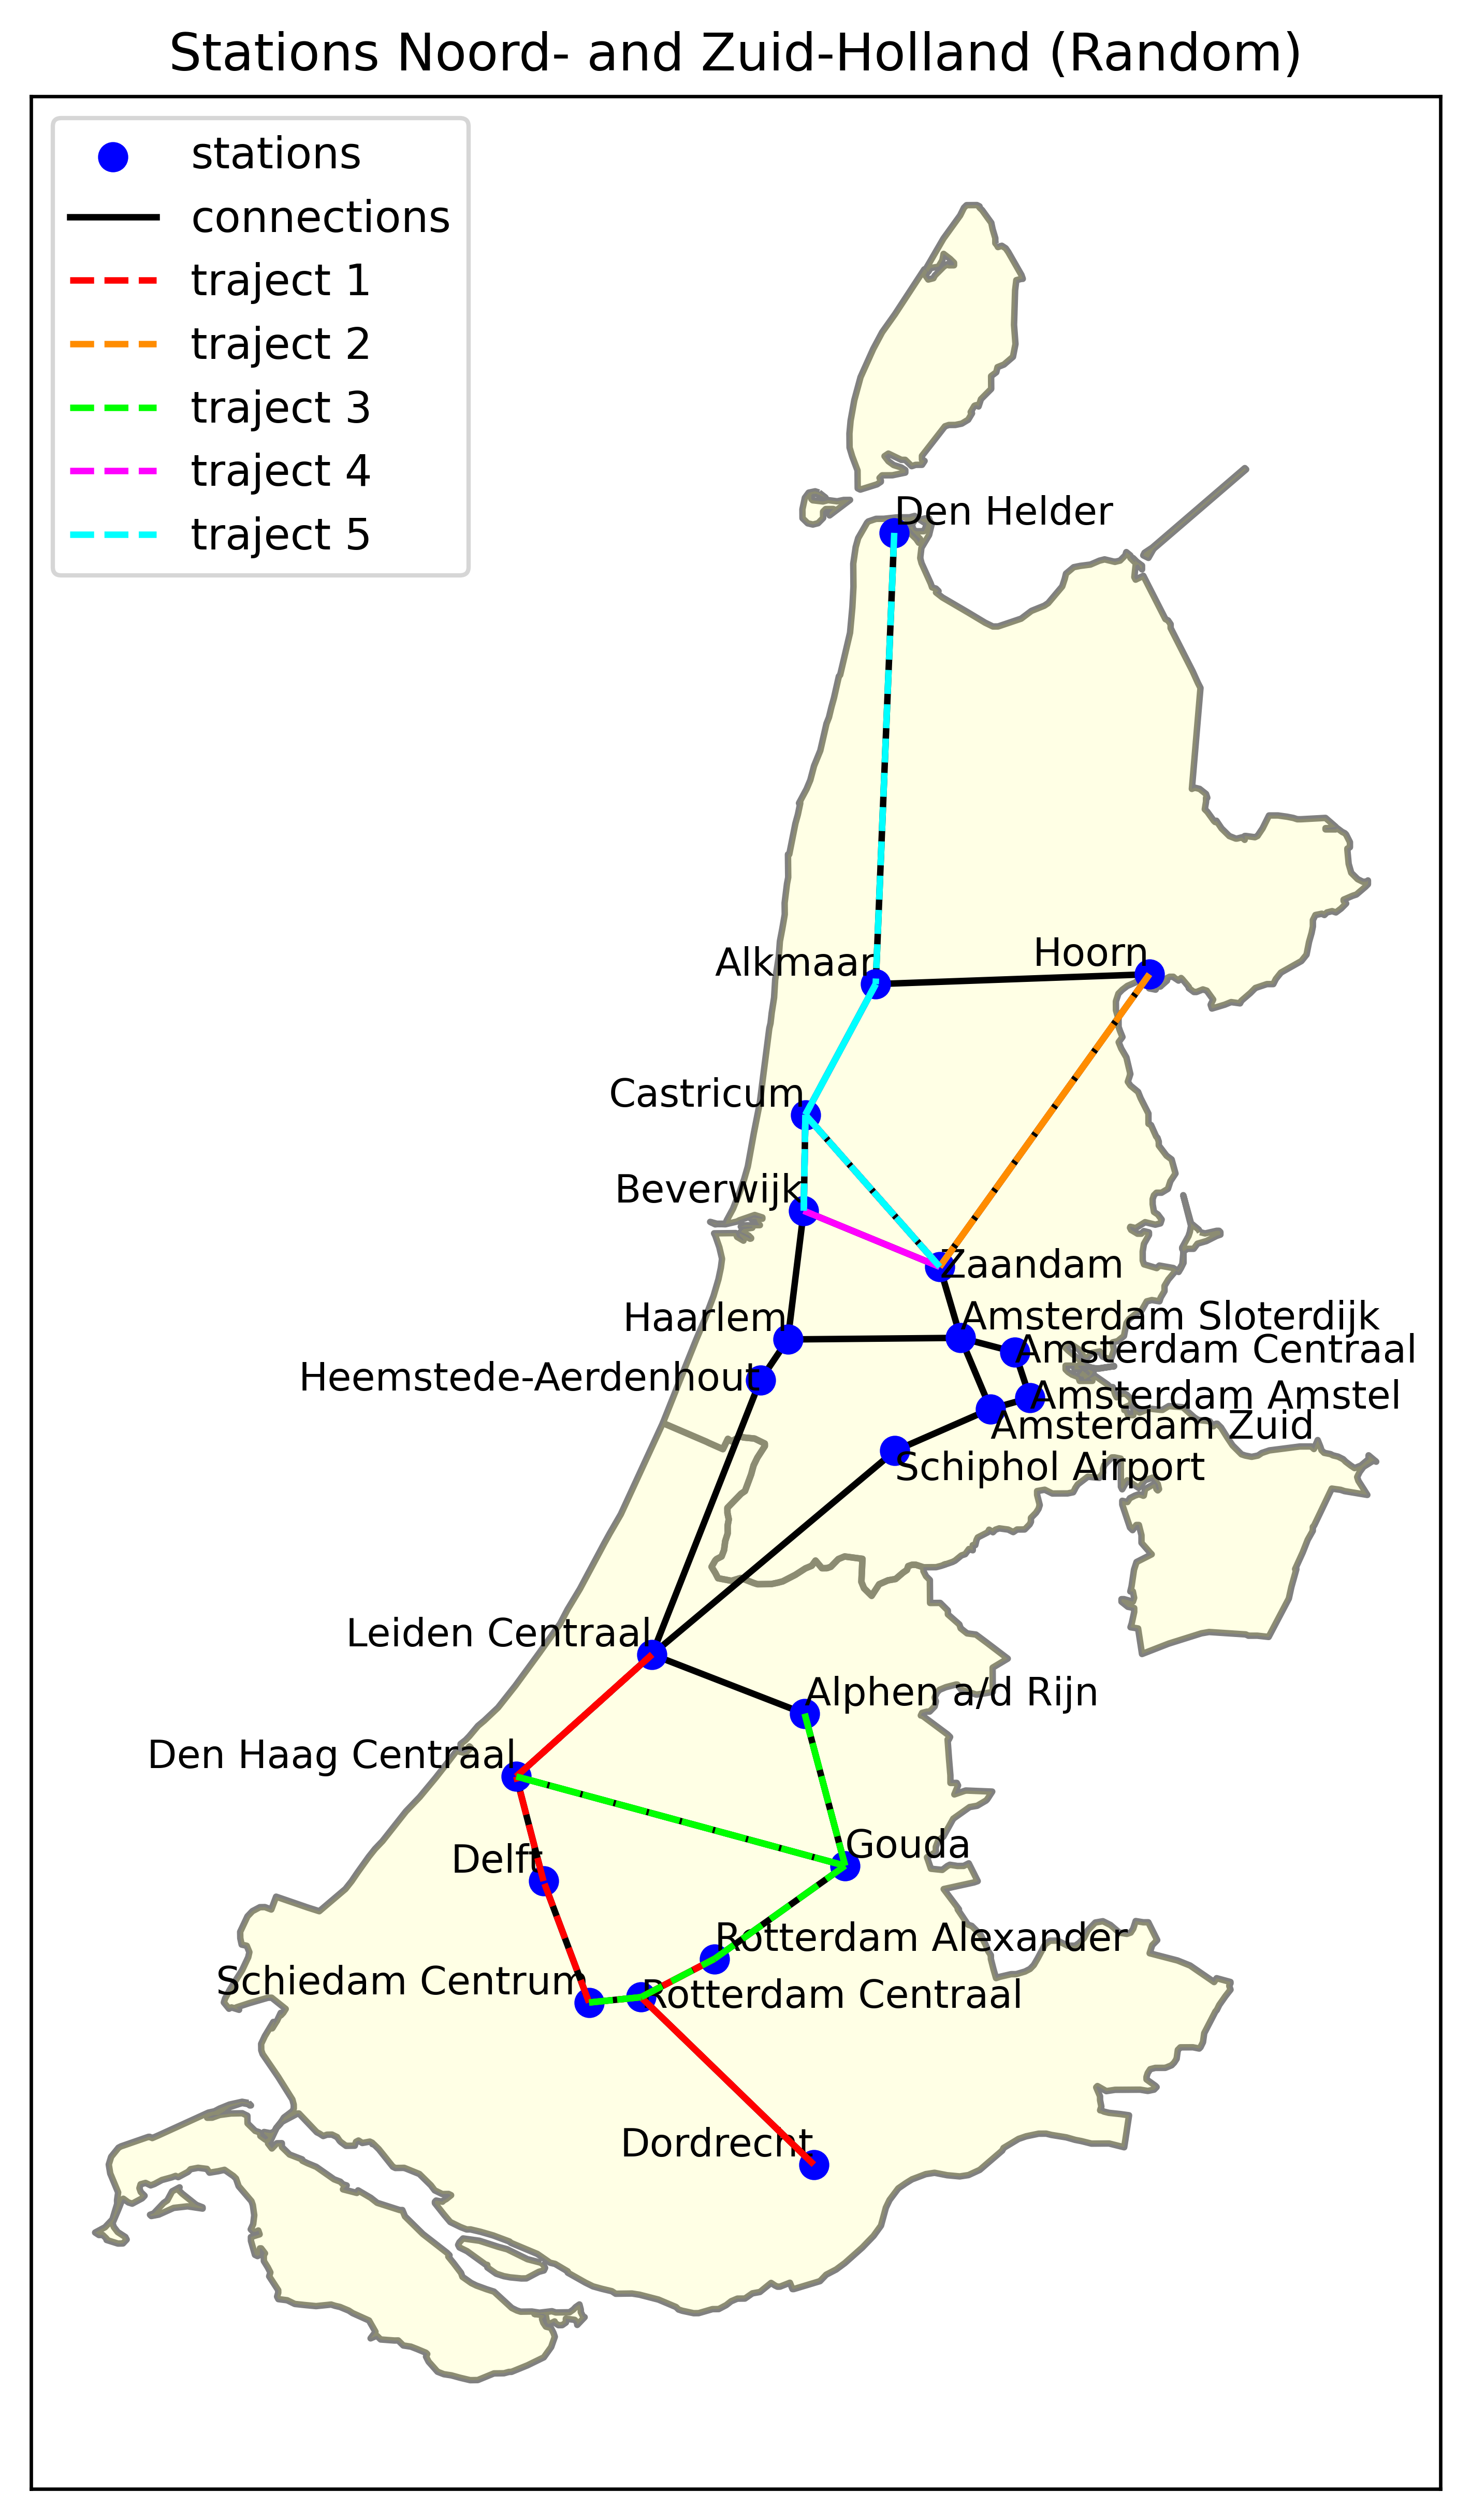 Stations Noord- and Zuid-Holland (Random)
stations
connections
traject 1
traject 2
traject 3
traject 4
traject 5
Den Helder
Hoorn
Alkmaar
Castricum
Beverwijk
Zaandam
Haarlem
Amsterdam Sloterdijk
Amsterdam Centraal
Heemstede-Aerdenhout
Amsterdam Amstel
Amsterdam Zuid
Schiphol Airport
Leiden Centraal
Alphen a/d Rijn
Den Haag Centraal
Gouda
Delft
Rotterdam Alexander
Schiedam Centrum
Rotterdam Centraal
Dordrecht